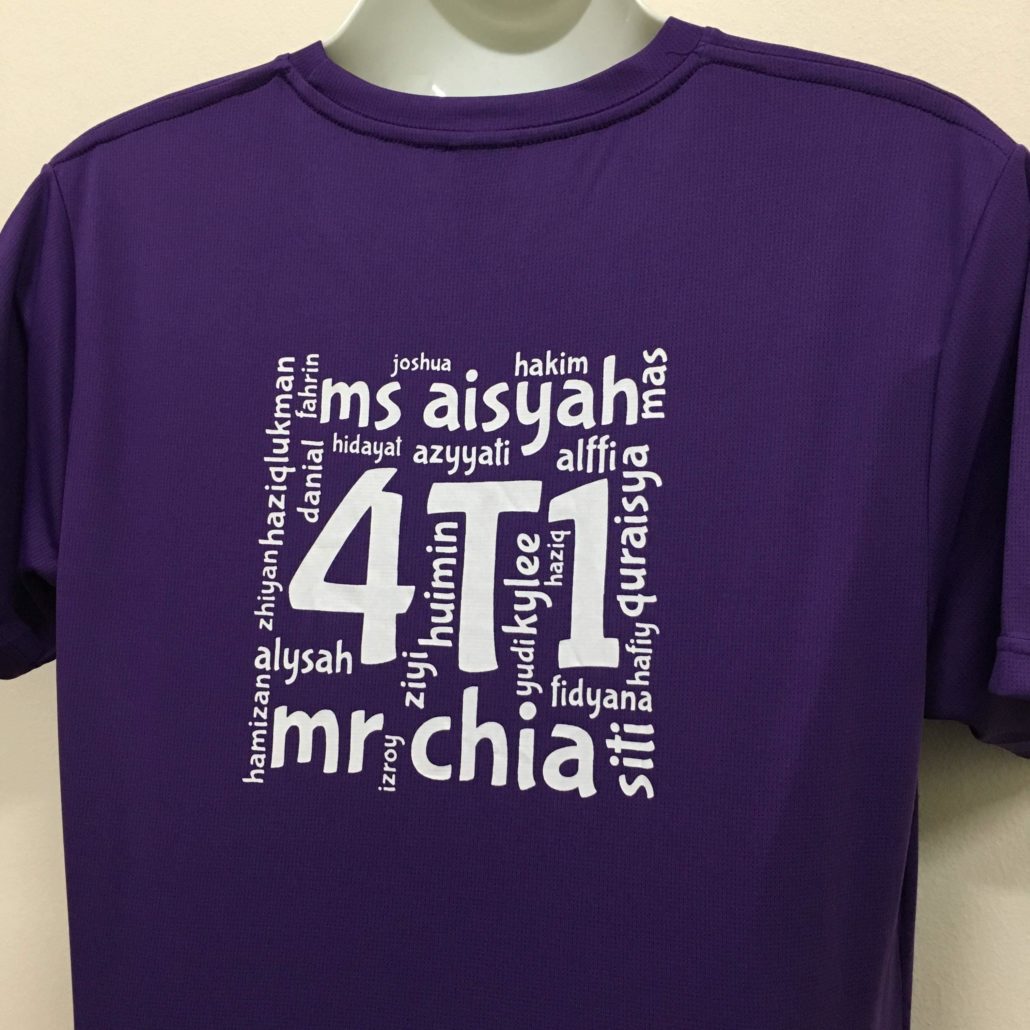 joshua
hakim
mas
fahrin
ms aisyah
haziqlukman
hidayat
azyyati
alffi
danial
quraisya
4T1
zhiyan
huimin
kylee
haziq
alysah
ziyi
yudi
hafiy
fidyana
hamizan
mr chia
izroy
siti